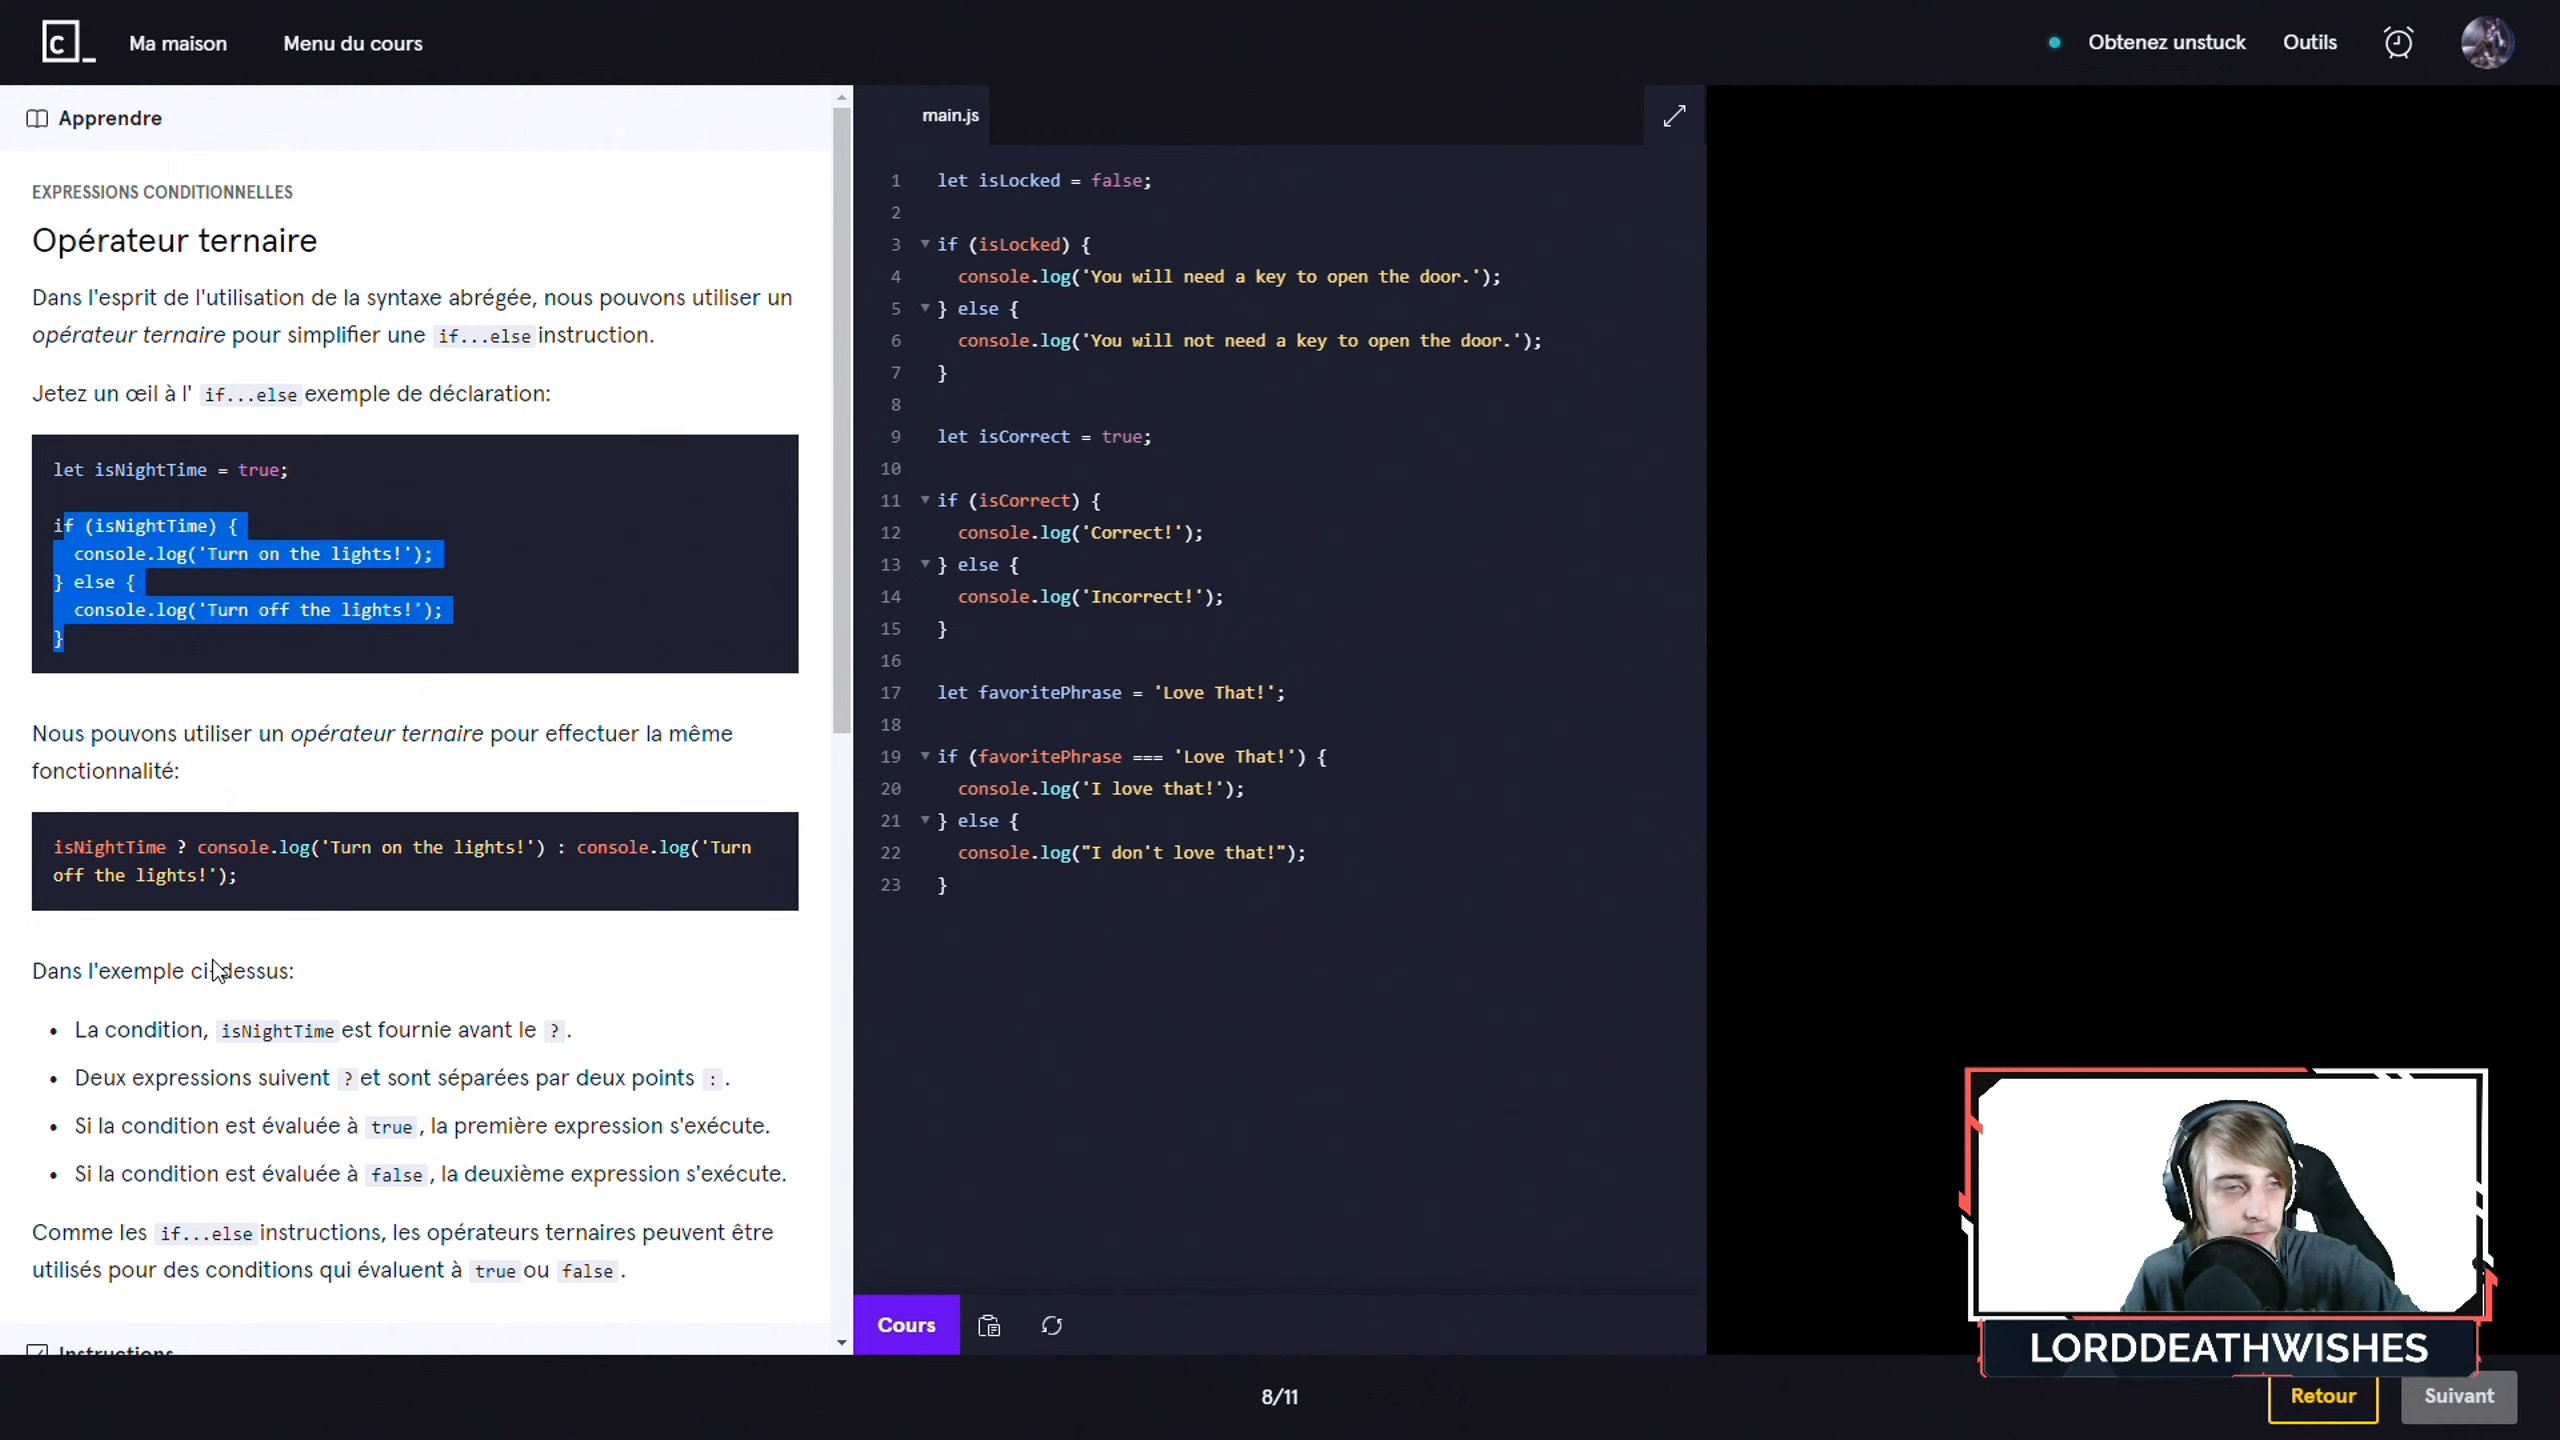 C_ Ma maison Menu du cours Obtenez unstuck Outils
Apprendre
EXPRESSIONS CONDITIONNELLES
Opérateur ternaire
Dans l'esprit de l'utilisation de la syntaxe abrégée, nous pouvons utiliser un
opérateur ternaire pour simplifier une if...else instruction.
Jetez un œil à l' if...else exemple de déclaration:
let isNightTime = true;
if (isNightTime) {
console.log('Turn on the lights!');
} else {
console.log('Turn off the lights!');
}
Nous pouvons utiliser un opérateur ternaire pour effectuer la même
fonctionnalité:
isNightTime ? console.log('Turn on the lights!') : console.log('Turn
off the lights!');
Dans l'exemple ci-dessus:
• La condition, isNightTime est fournie avant le ? .
• Deux expressions suivent ? et sont séparées par deux points : .
• Si la condition est évaluée à true , la première expression s'exécute.
• Si la condition est évaluée à false , la deuxième expression s'exécute.
Comme les if...else instructions, les opérateurs ternaires peuvent être
utilisés pour des conditions qui évaluent à true ou false .
Instructions
main.js
1 let isLocked = false;
2
3 if (isLocked) {
4 console.log('You will need a key to open the door.');
5 } else {
6 console.log('You will not need a key to open the door.');
7 }
8
9 let isCorrect = true;
10
11 if (isCorrect) {
12 console.log('Correct!');
13 } else {
14 console.log('Incorrect!');
15 }
16
17 let favoritePhrase = 'Love That!';
18
19 if (favoritePhrase === 'Love That!') {
20 console.log('I love that!');
21 } else {
22 console.log("I don't love that!");
23 }
Cours
LORDDEATHWISHES
8/11
Retour Suivant